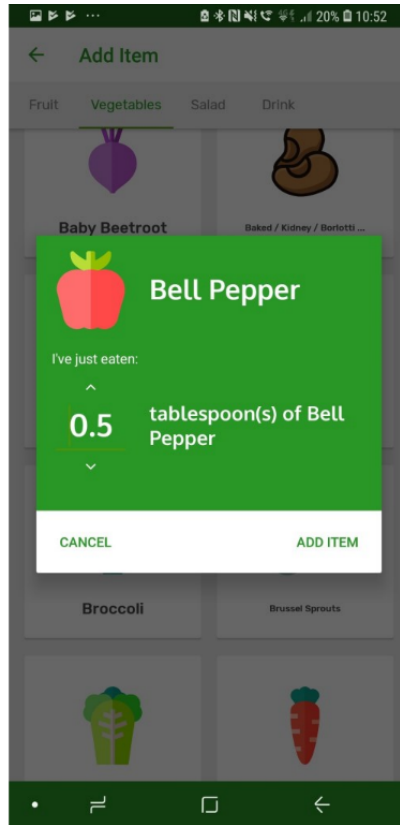 20% 10:52
Add Item
Fruit Vegetables Salad Drink
Baby Beetroot
Baked / Kidney / Borlotti ...
Bell Pepper
I've just eaten:
0.5
tablespoon(s) of Bell
Pepper
CANCEL
ADD ITEM
Broccoli
Brussel Sprouts